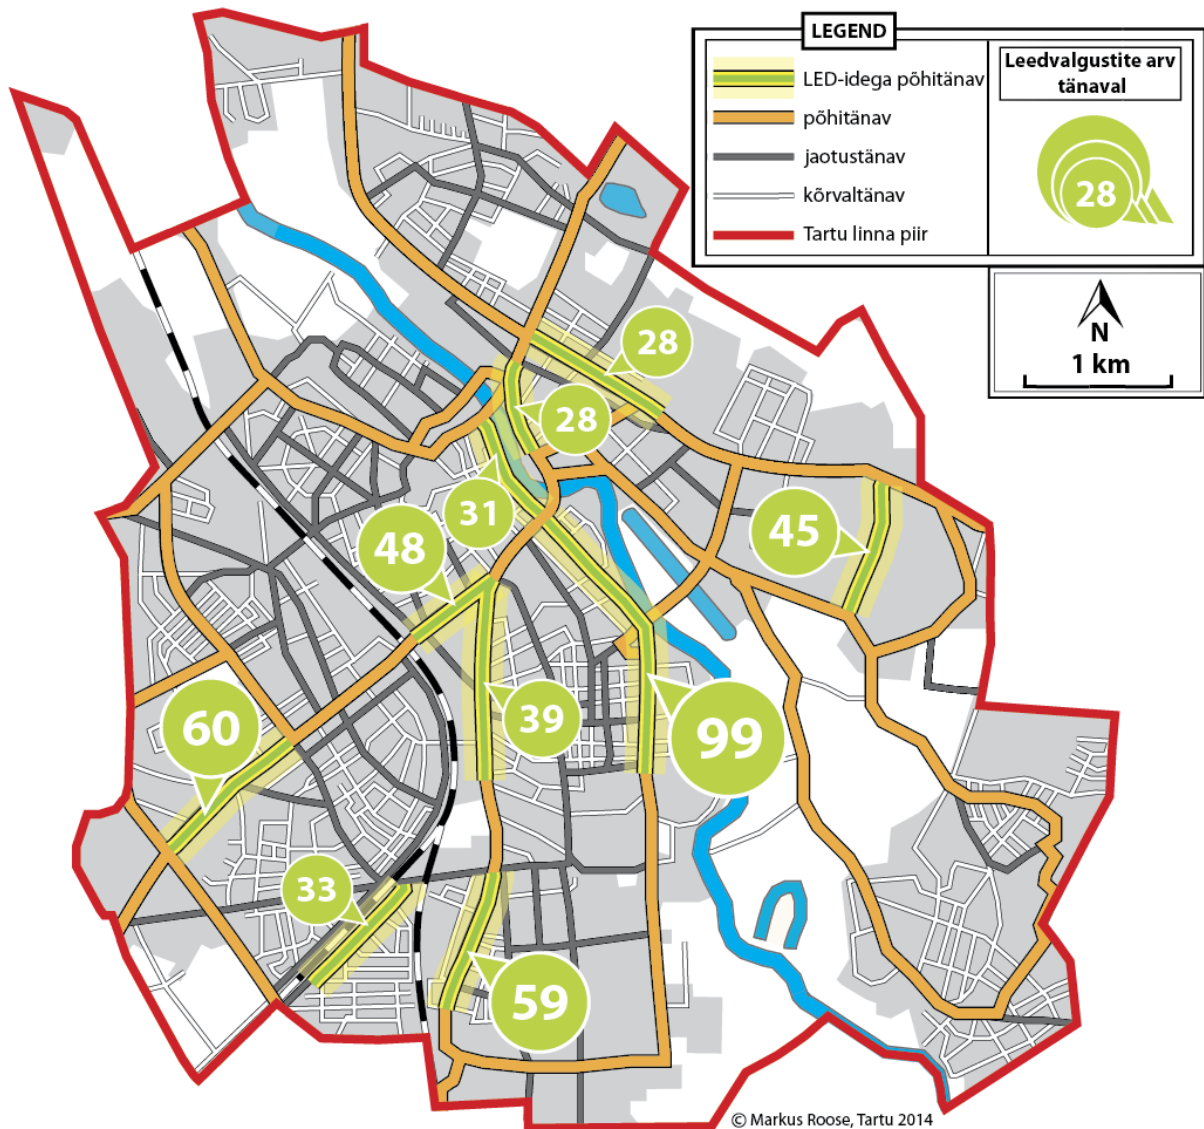 LEGEND
LED-idega põhitänav
põhitänav
jaotustänav
kõrvaltänav
Tartu linna piir
Leedvalgustite arv
tänaval
28
N
1 km
28
28
31
48
45
39
99
60
33
59
© Markus Roose, Tartu 2014